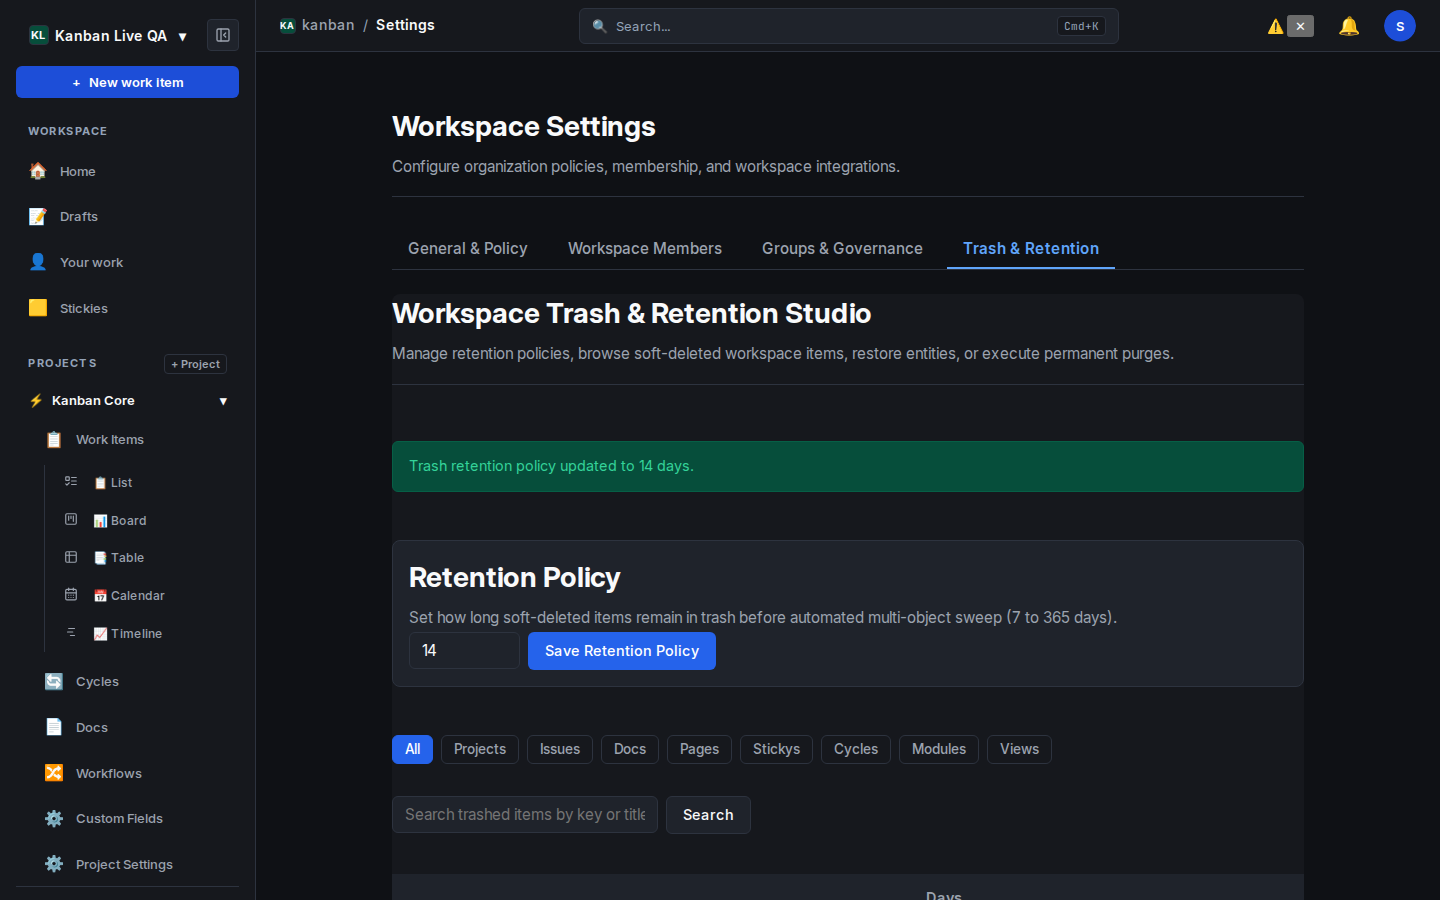 KL Kanban Live QA ▼
+ New work item
WORKSPACE
Home
Drafts
Your work
Stickies
PROJECTS
+ Project
Kanban Core ▼
Work Items
List
Board
Table
Calendar
Timeline
Cycles
Docs
Workflows
Custom Fields
Project Settings
KA kanban / Settings
Search...
Cmd+K
S
Workspace Settings
Configure organization policies, membership, and workspace integrations.
General & Policy
Workspace Members
Groups & Governance
Trash & Retention
Workspace Trash & Retention Studio
Manage retention policies, browse soft-deleted workspace items, restore entities, or execute permanent purges.
Trash retention policy updated to 14 days.
Retention Policy
Set how long soft-deleted items remain in trash before automated multi-object sweep (7 to 365 days).
14
Save Retention Policy
All
Projects
Issues
Docs
Pages
Stickys
Cycles
Modules
Views
Search trashed items by key or title
Search
Days